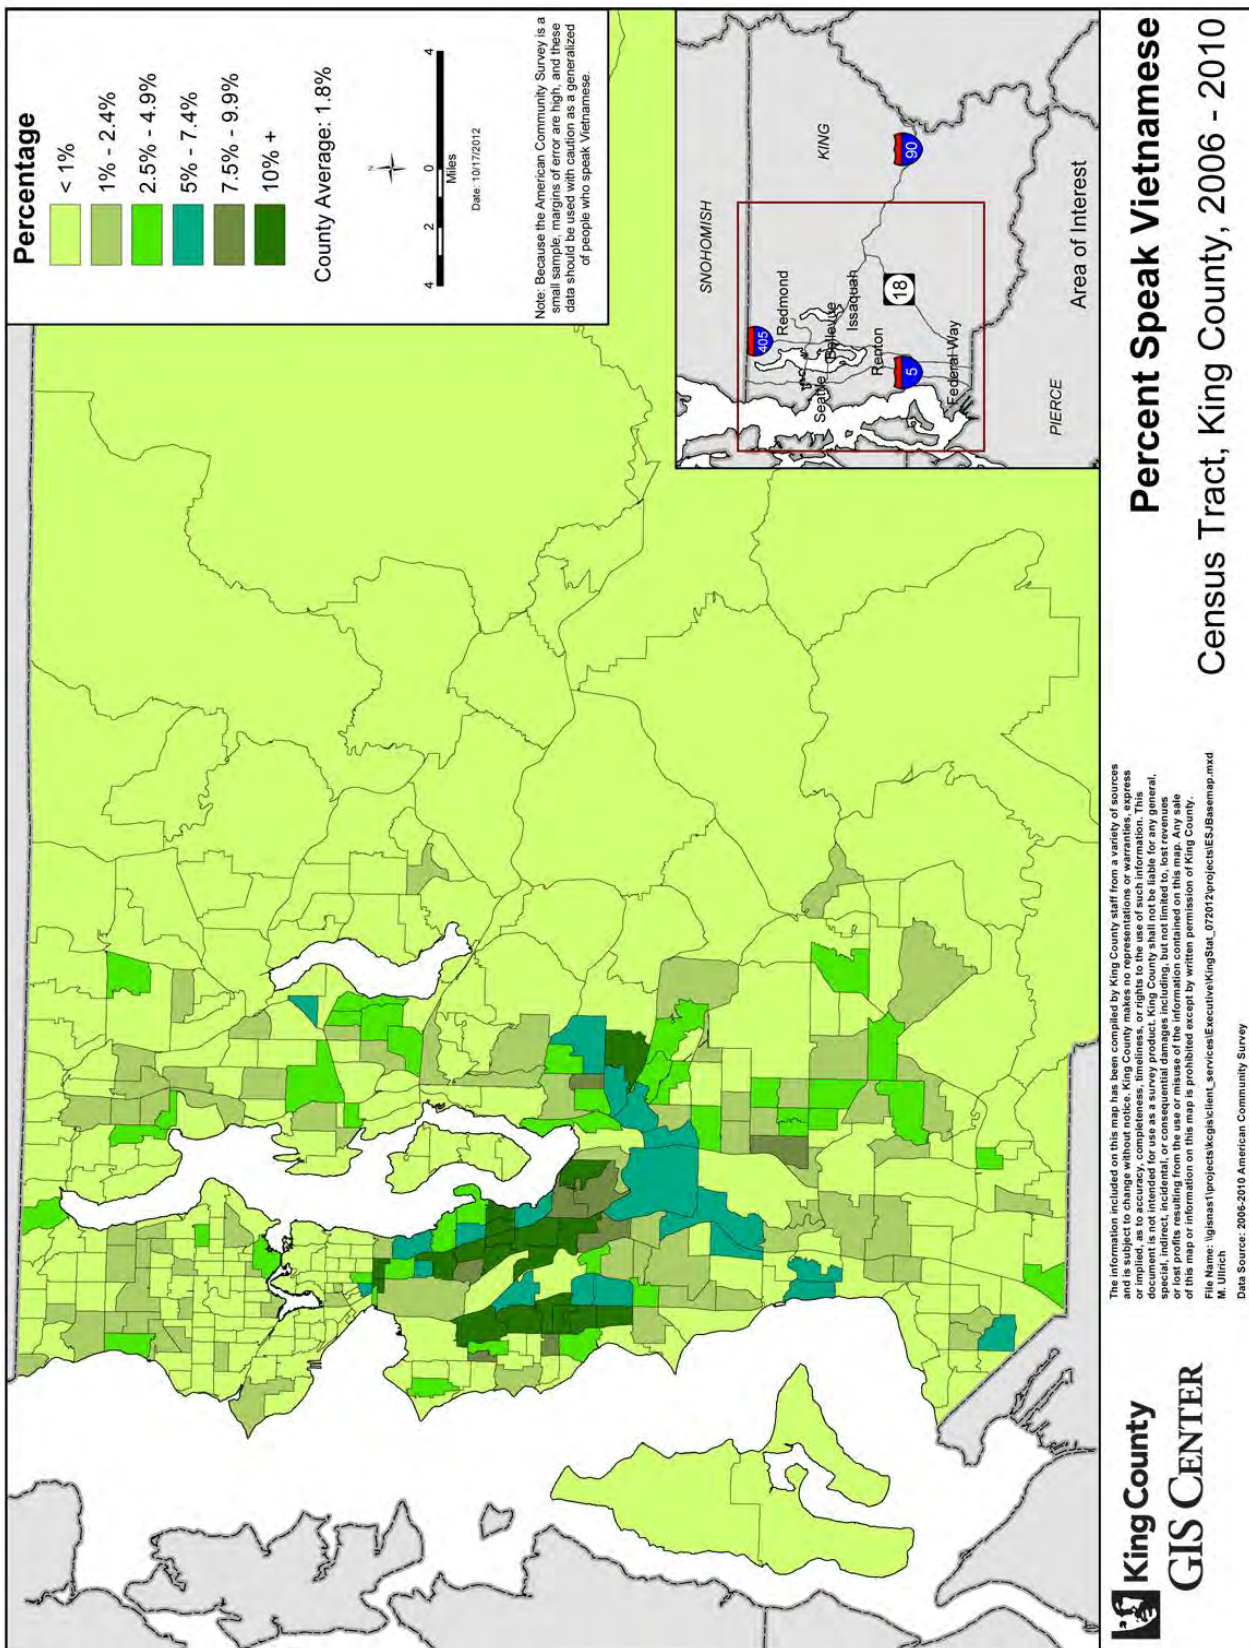 Percentage
< 1%
1% - 2.4%
2.5% - 4.9%
5% - 7.4%
7.5% - 9.9%
10% +
County Average: 1.8%
N
4 2 0 4
Miles
Date: 10/17/2012
Note: Because the American Community Survey is a
small sample, margins of error are high, and these
data should be used with caution as a generalized
of people who speak Vietnamese.
SNOHOMISH
KING
PIERCE
405
90
18
5
Redmond
Seattle
Bellevue
Issaquah
Renton
Federal Way
Area of Interest
Percent Speak Vietnamese
Census Tract, King County, 2006 - 2010
The information included on this map has been compiled by King County staff from a variety of sources
and is subject to change without notice. King County makes no representations or warranties, express
or implied, as to accuracy, completeness, timeliness, or rights to the use of such information. This
document is not intended for use as a survey product. King County shall not be liable for any general,
special, indirect, incidental, or consequential damages including, but not limited to, lost revenues
or lost profits resulting from the use or misuse of the information contained on this map. Any sale
of this map or information on this map is prohibited except by written permission of King County.
File Name: \\gisnas1\projects\kcgis\client_services\Executive\KingStat_072012\projects\ESJBasemap.mxd
M. Ullrich
Data Source: 2006-2010 American Community Survey
King County
GIS CENTER